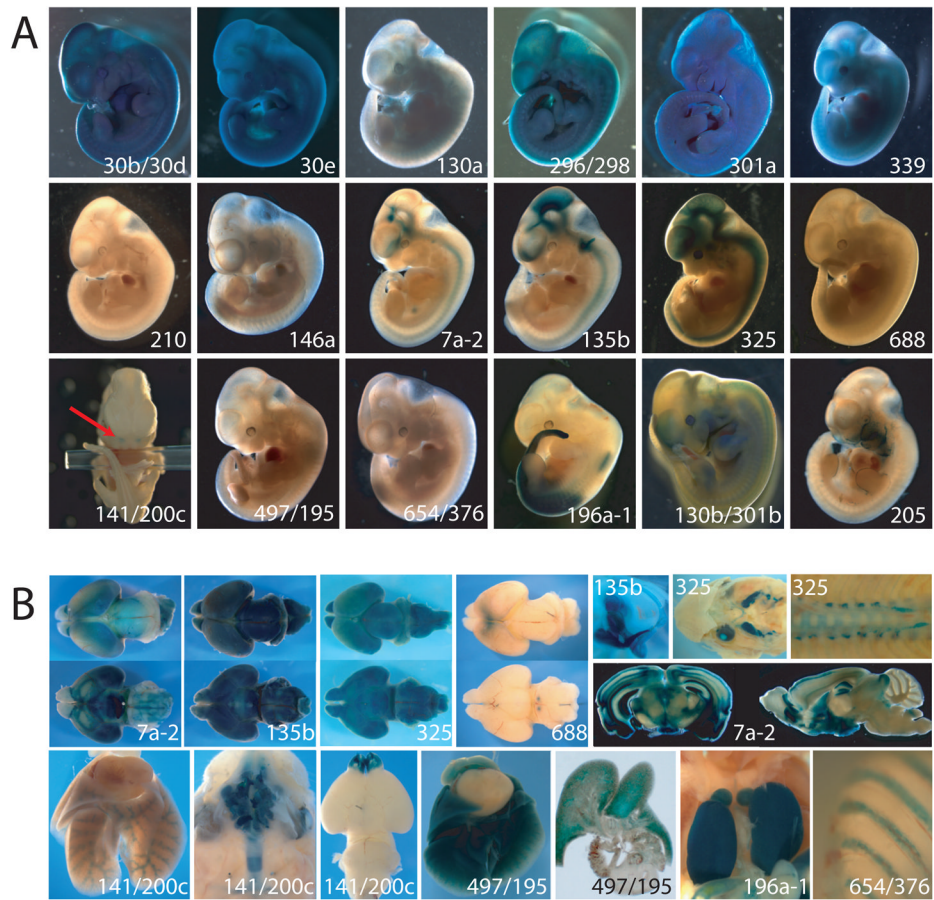 A
30b/30d 30e 130a 296/298 301a 339
210 146a 7a-2 135b 325 688
141/200c 497/195 654/376 196a-1 130b/301b 205
B
135b 325 325
7a-2 135b 325 688 7a-2
141/200c 141/200c 141/200c 497/195 497/195 196a-1 654/376